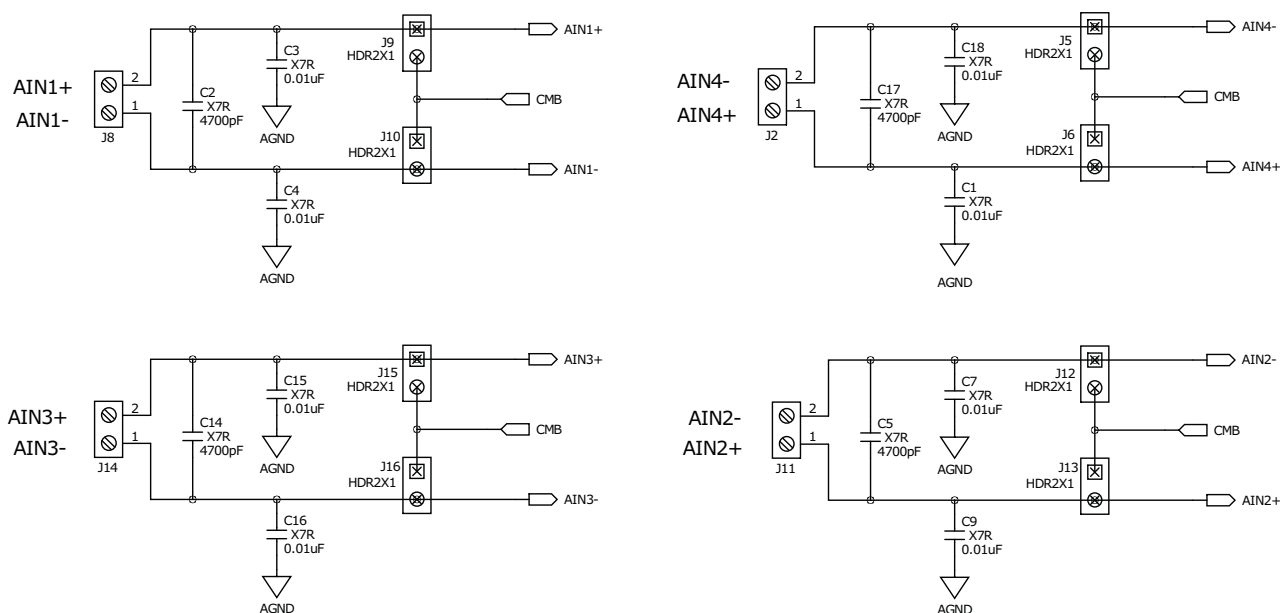 AIN1+
AIN1-
2
1
J8
C2
X7R
4700pF
C3
X7R
0.01uF
AGND
J9
HDR2X1
AIN1+
CMB
J10
HDR2X1
AIN1-
C4
X7R
0.01uF
AGND
AIN4-
AIN4+
2
1
J2
C17
X7R
4700pF
C18
X7R
0.01uF
AGND
J5
HDR2X1
AIN4-
CMB
J6
HDR2X1
AIN4+
C1
X7R
0.01uF
AGND
AIN3+
AIN3-
2
1
J14
C14
X7R
4700pF
C15
X7R
0.01uF
AGND
J15
HDR2X1
AIN3+
CMB
J16
HDR2X1
AIN3-
C16
X7R
0.01uF
AGND
AIN2-
AIN2+
2
1
J11
C5
X7R
4700pF
C7
X7R
0.01uF
AGND
J12
HDR2X1
AIN2-
CMB
J13
HDR2X1
AIN2+
C9
X7R
0.01uF
AGND